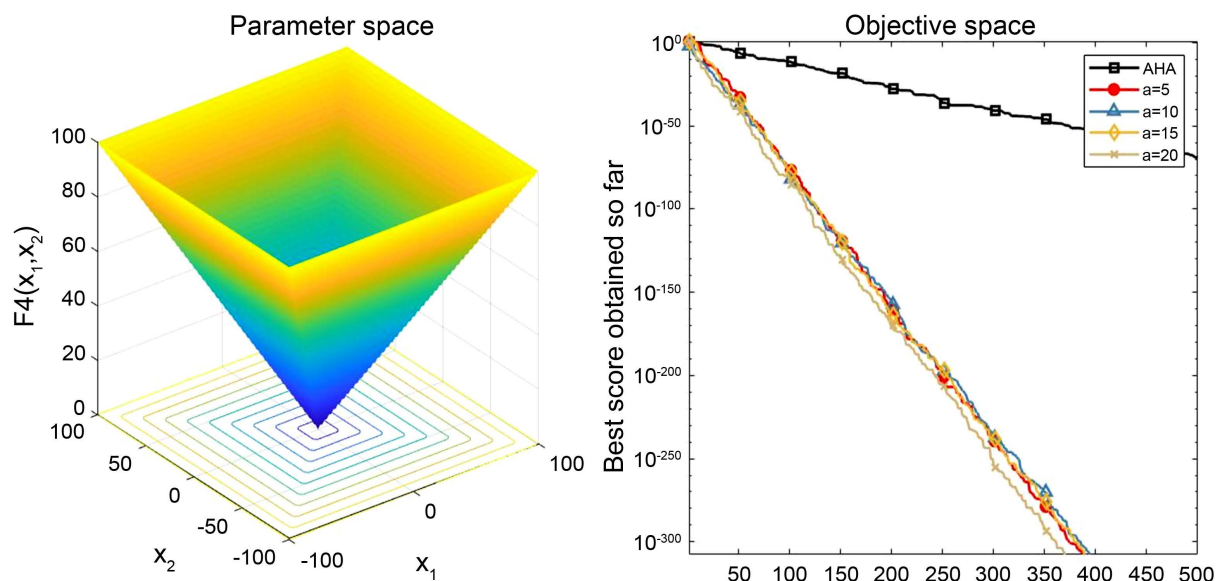 Parameter space
F4(x₁,x₂)
100
80
60
40
20
0
100
50
0
-50
-100
x₂
-100
0
100
x₁
Objective space
Best score obtained so far
10⁰
10⁻⁵⁰
10⁻¹⁰⁰
10⁻¹⁵⁰
10⁻²⁰⁰
10⁻²⁵⁰
10⁻³⁰⁰
AHA
a=5
a=10
a=15
a=20
50 100 150 200 250 300 350 400 450 500